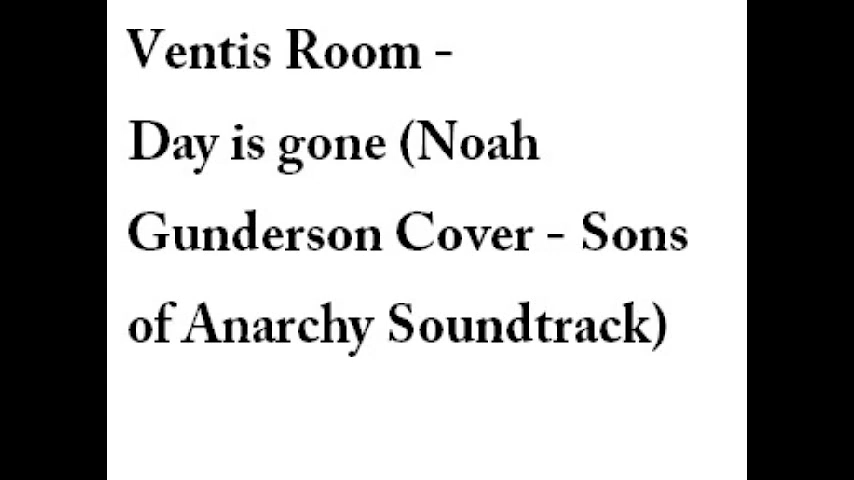 Ventis Room -
Day is gone (Noah
Gunderson Cover - Sons
of Anarchy Soundtrack)